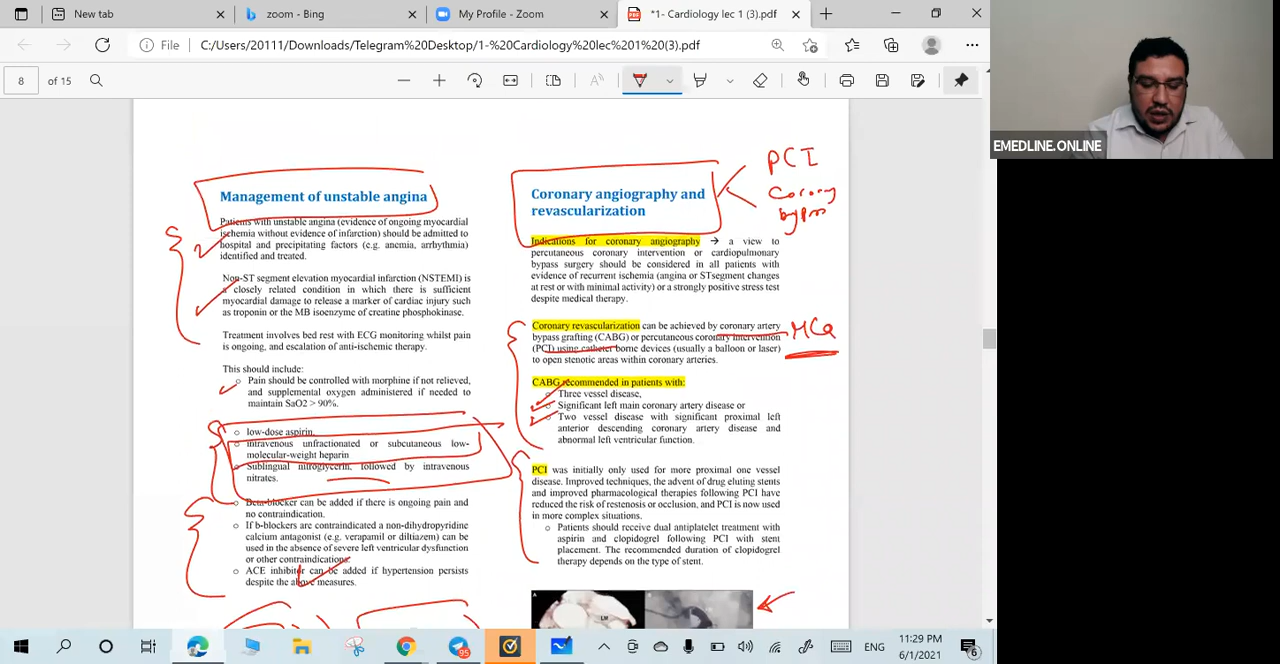 New tab
zoom - Bing
My Profile - Zoom
*1- Cardiology lec 1 (3).pdf
File
C:/Users/20111/Downloads/Telegram%20Desktop/1-%20Cardiology%20lec%201%20(3).pdf
8 of 15
EMEDLINE.ONLINE
Management of unstable angina
Patients with unstable angina (evidence of ongoing myocardial
ischemia without evidence of infarction) should be admitted to
hospital and precipitating factors (e.g. anemia, arrhythmia)
identified and treated.
Non-ST segment elevation myocardial infarction (NSTEMI) is
a closely related condition in which there is sufficient
myocardial damage to release a marker of cardiac injury such
as troponin or the MB isoenzyme of creatine phosphokinase.
Treatment involves bed rest with ECG monitoring whilst pain
is ongoing, and escalation of anti-ischemic therapy.
This should include:
o Pain should be controlled with morphine if not relieved,
and supplemental oxygen administered if needed to
maintain SaO2 > 90%.
o low-dose aspirin,
o intravenous unfractionated or subcutaneous low-
molecular-weight heparin
o Sublingual nitroglycerin, followed by intravenous
nitrates.
o Beta-blocker can be added if there is ongoing pain and
no contraindication.
o If b-blockers are contraindicated a non-dihydropyridine
calcium antagonist (e.g. verapamil or diltiazem) can be
used in the absence of severe left ventricular dysfunction
or other contraindications
o ACE inhibitor can be added if hypertension persists
despite the above measures.
Coronary angiography and
revascularization
PCI
Coronary
bypass
Indications for coronary angiography → a view to
percutaneous coronary intervention or cardiopulmonary
bypass surgery should be considered in all patients with
evidence of recurrent ischemia (angina or STsegment changes
at rest or with minimal activity) or a strongly positive stress test
despite medical therapy.
Coronary revascularization can be achieved by coronary artery
bypass grafting (CABG) or percutaneous coronary intervention
(PCI) using catheter borne devices (usually a balloon or laser)
to open stenotic areas within coronary arteries.
MCQ
CABG recommended in patients with:
o Three vessel disease,
o Significant left main coronary artery disease or
o Two vessel disease with significant proximal left
anterior descending coronary artery disease and
abnormal left ventricular function.
PCI was initially only used for more proximal one vessel
disease. Improved techniques, the advent of drug eluting stents
and improved pharmacological therapies following PCI have
reduced the risk of restenosis or occlusion, and PCI is now used
in more complex situations.
o Patients should receive dual antiplatelet treatment with
aspirin and clopidogrel following PCI with stent
placement. The recommended duration of clopidogrel
therapy depends on the type of stent.
A
B
LM
95
ENG
11:29 PM
6/1/2021
6